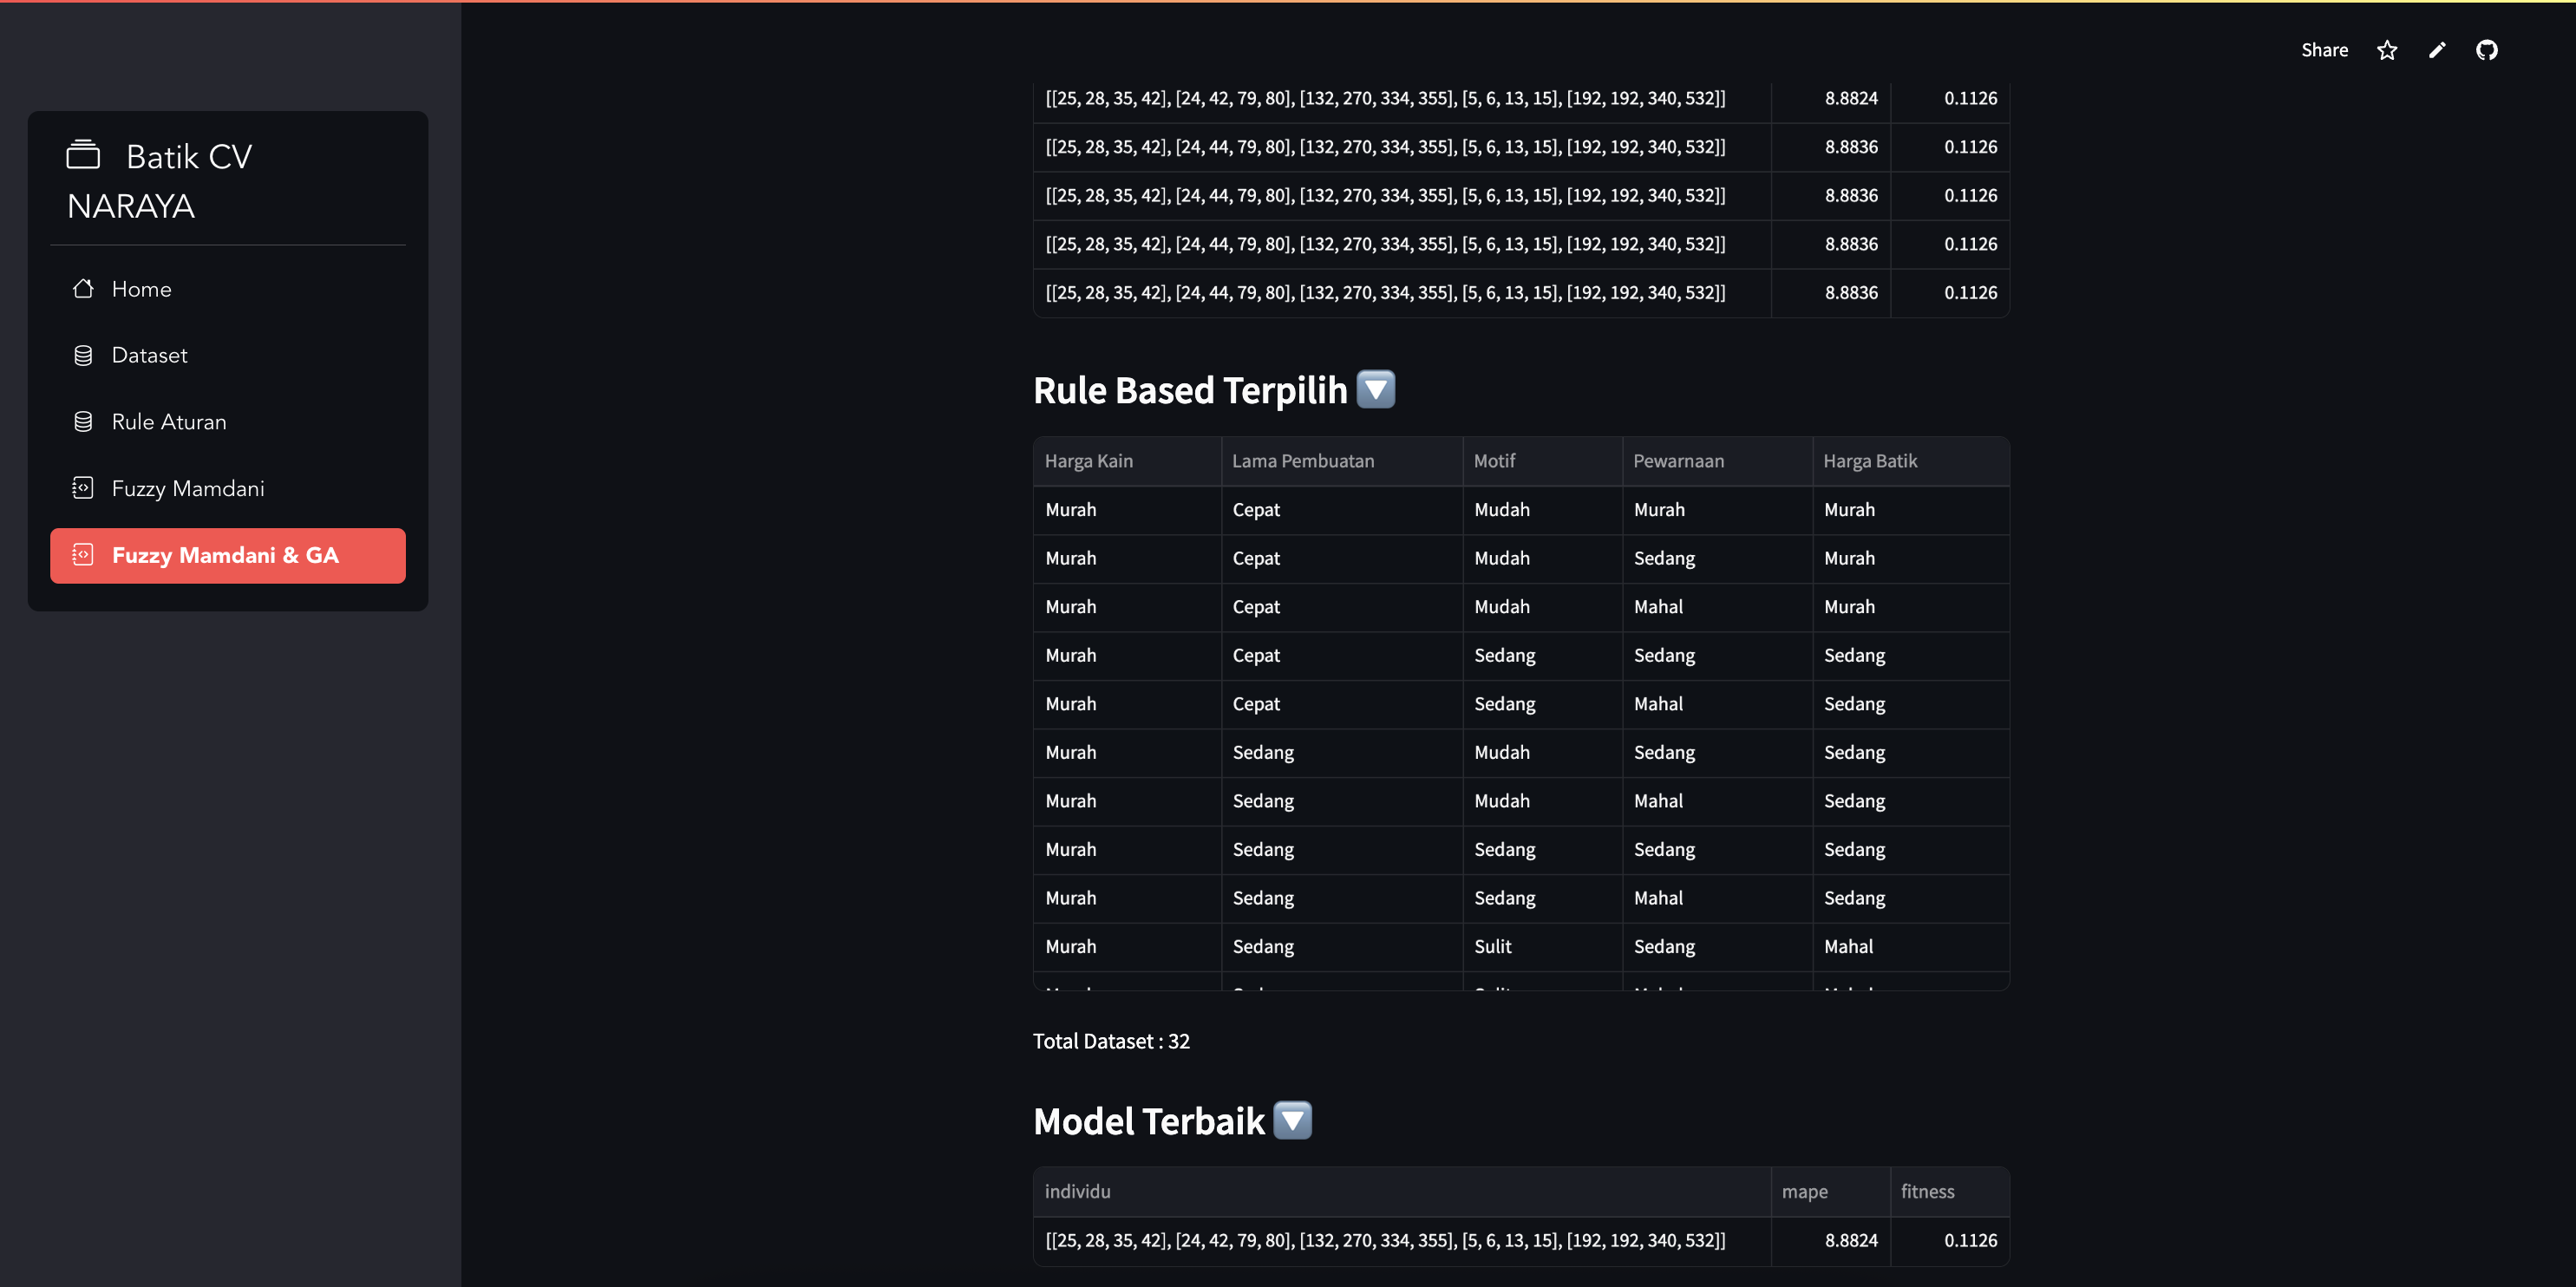 Share
Batik CV
NARAYA
Home
Dataset
Rule Aturan
Fuzzy Mamdani
Fuzzy Mamdani & GA
[[25, 28, 35, 42], [24, 42, 79, 80], [132, 270, 334, 355], [5, 6, 13, 15], [192, 192, 340, 532]] 8.8824 0.1126
[[25, 28, 35, 42], [24, 44, 79, 80], [132, 270, 334, 355], [5, 6, 13, 15], [192, 192, 340, 532]] 8.8836 0.1126
[[25, 28, 35, 42], [24, 44, 79, 80], [132, 270, 334, 355], [5, 6, 13, 15], [192, 192, 340, 532]] 8.8836 0.1126
[[25, 28, 35, 42], [24, 44, 79, 80], [132, 270, 334, 355], [5, 6, 13, 15], [192, 192, 340, 532]] 8.8836 0.1126
[[25, 28, 35, 42], [24, 44, 79, 80], [132, 270, 334, 355], [5, 6, 13, 15], [192, 192, 340, 532]] 8.8836 0.1126
Rule Based Terpilih
Harga Kain Lama Pembuatan Motif Pewarnaan Harga Batik
Murah Cepat Mudah Murah Murah
Murah Cepat Mudah Sedang Murah
Murah Cepat Mudah Mahal Murah
Murah Cepat Sedang Sedang Sedang
Murah Cepat Sedang Mahal Sedang
Murah Sedang Mudah Sedang Sedang
Murah Sedang Mudah Mahal Sedang
Murah Sedang Sedang Sedang Sedang
Murah Sedang Sedang Mahal Sedang
Murah Sedang Sulit Sedang Mahal
Total Dataset : 32
Model Terbaik
individu mape fitness
[[25, 28, 35, 42], [24, 42, 79, 80], [132, 270, 334, 355], [5, 6, 13, 15], [192, 192, 340, 532]] 8.8824 0.1126